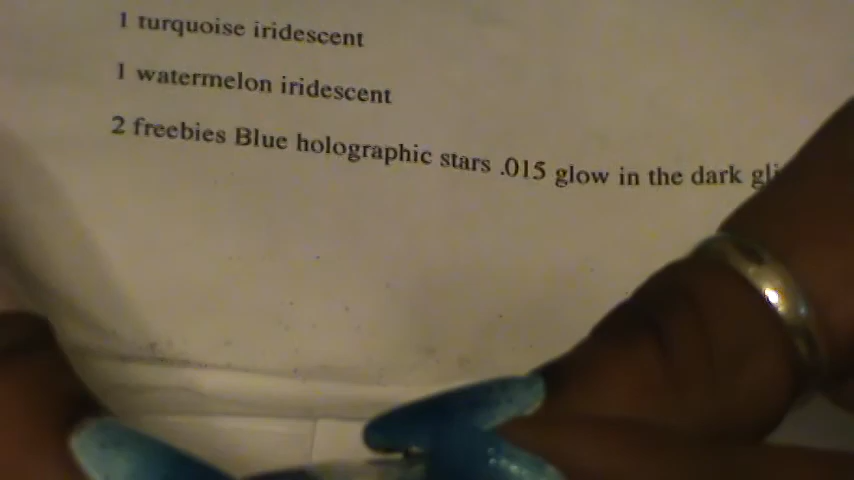 1 turquoise iridescent
1 watermelon iridescent
2 freebies Blue holographic stars .015 glow in the dark